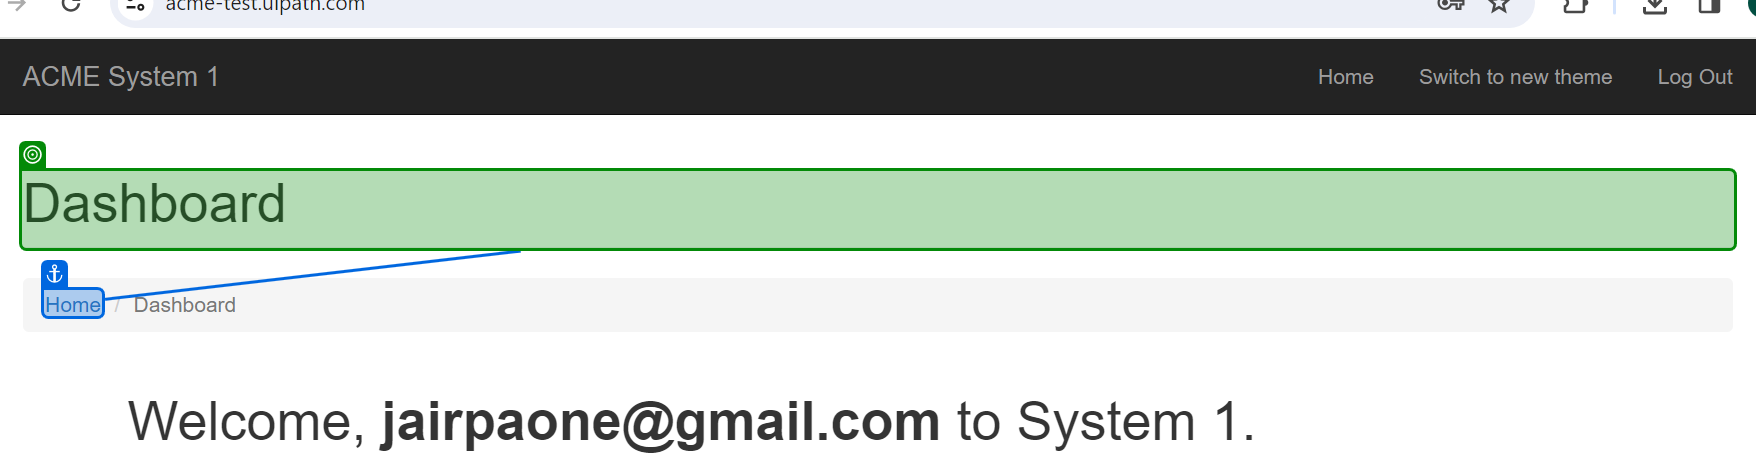 acme-test.uipath.com
ACME System 1 Home Switch to new theme Log Out
Dashboard
Home / Dashboard
Welcome, jairpaone@gmail.com to System 1.